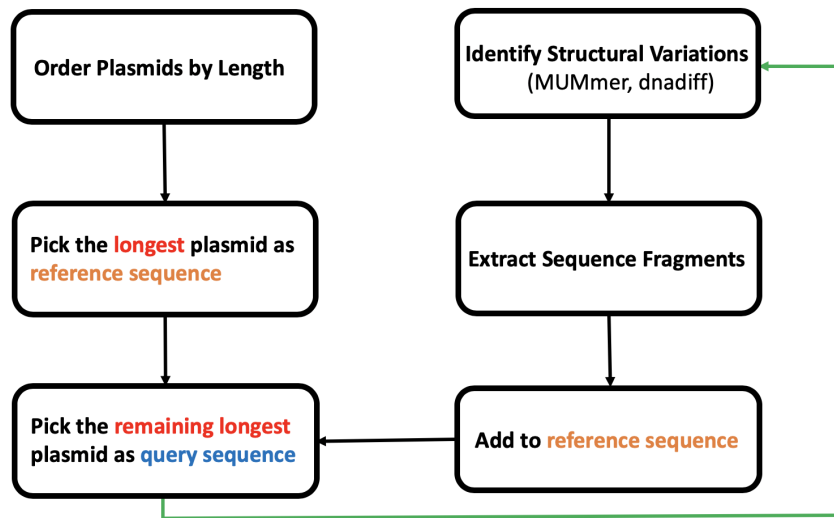 Order Plasmids by Length
Pick the longest plasmid as
reference sequence
Pick the remaining longest
plasmid as query sequence
Identify Structural Variations
(MUMmer, dnadiff)
Extract Sequence Fragments
Add to reference sequence